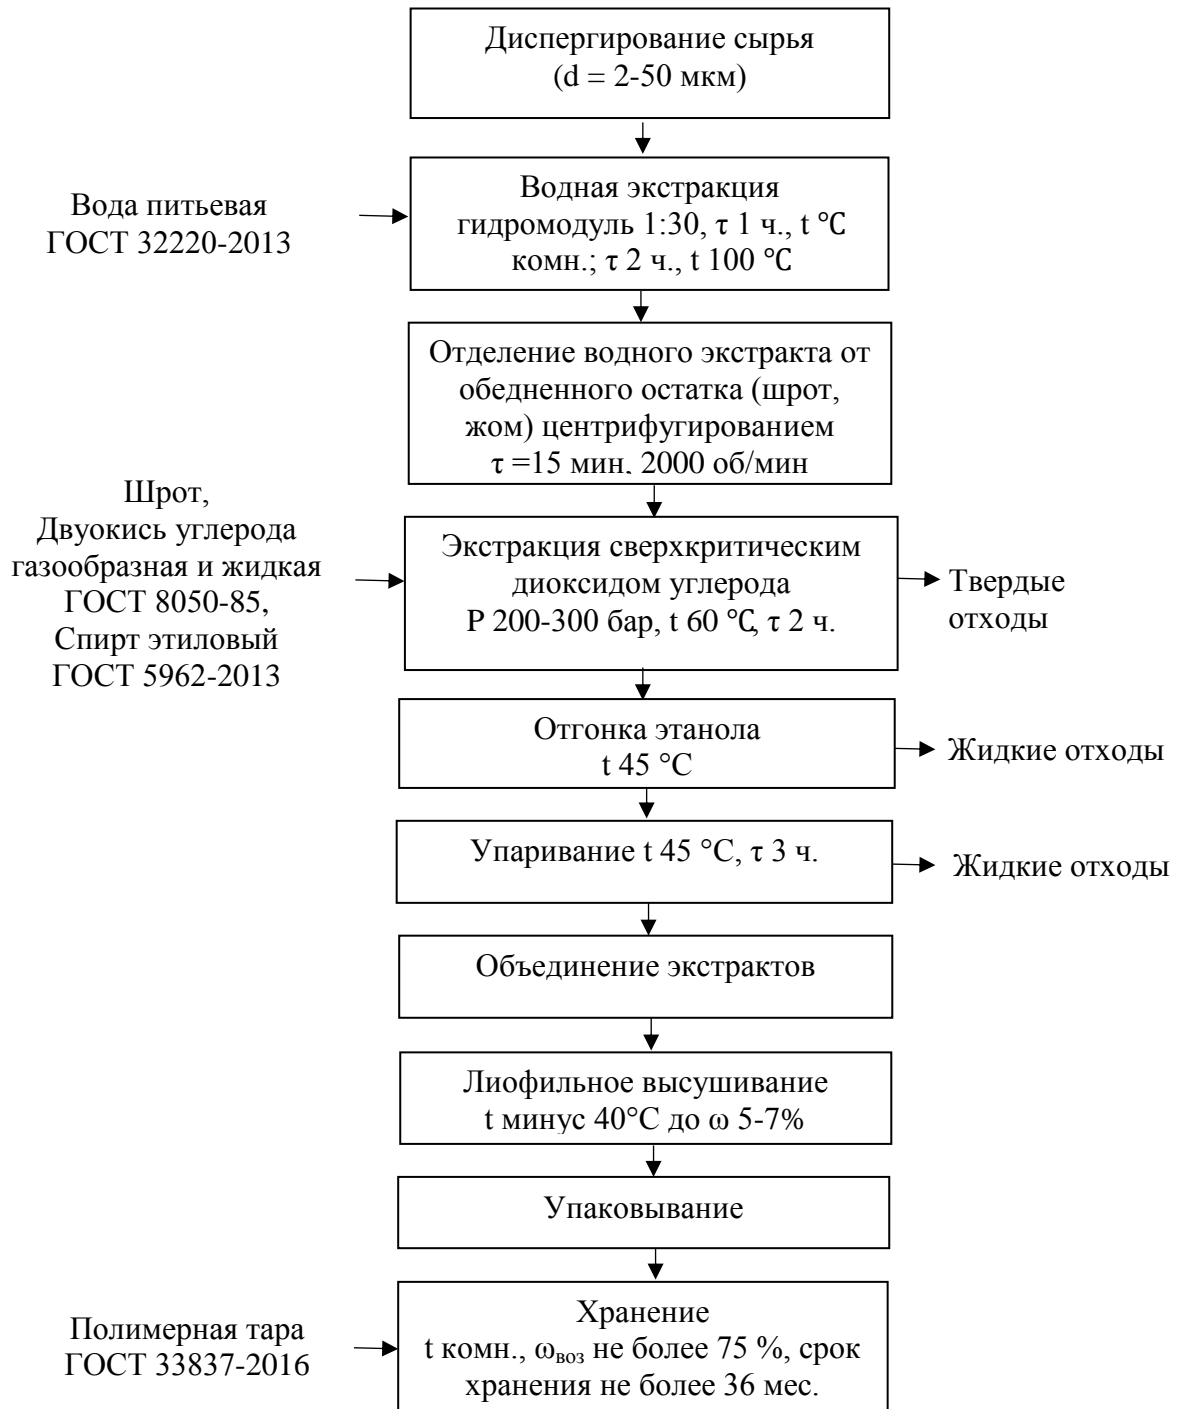 Диспергирование сырья
(d = 2-50 мкм)
Вода питьевая
ГОСТ 32220-2013
Водная экстракция
гидромодуль 1:30, τ 1 ч., t ℃
комн.; τ 2 ч., t 100 ℃
Отделение водного экстракта от
обедненного остатка (шрот,
жом) центрифугированием
τ =15 мин, 2000 об/мин
Шрот,
Двуокись углерода
газообразная и жидкая
ГОСТ 8050-85,
Спирт этиловый
ГОСТ 5962-2013
Экстракция сверхкритическим
диоксидом углерода
P 200-300 бар, t 60 ℃, τ 2 ч.
Твердые
отходы
Отгонка этанола
t 45 °C
Жидкие отходы
Упаривание t 45 °C, τ 3 ч.
Жидкие отходы
Объединение экстрактов
Лиофильное высушивание
t минус 40°C до ω 5-7%
Упаковывание
Полимерная тара
ГОСТ 33837-2016
Хранение
t комн., ωвоз не более 75 %, срок
хранения не более 36 мес.